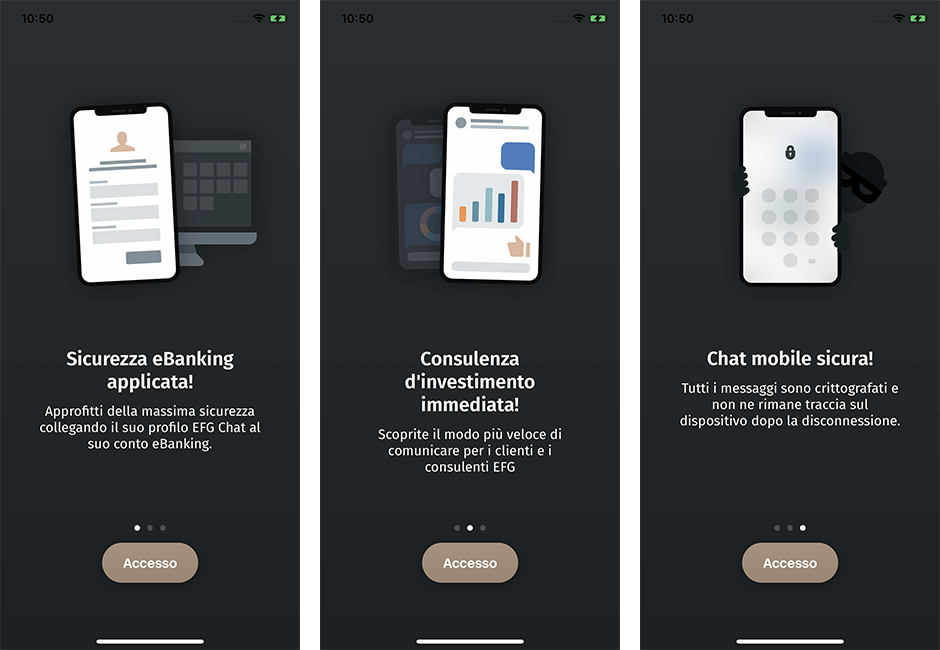 10:50
Sicurezza eBanking
applicata!
Approfitti della massima sicurezza
collegando il suo profilo EFG Chat al
suo conto eBanking.
Accesso
10:50
Consulenza
d'investimento
immediata!
Scoprite il modo più veloce di
comunicare per i clienti e i
consulenti EFG
Accesso
10:50
Chat mobile sicura!
Tutti i messaggi sono crittografati e
non ne rimane traccia sul
dispositivo dopo la disconnessione.
Accesso